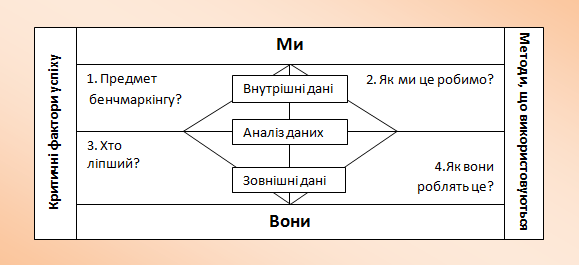 Ми
Критичні фактори успіху
1. Предмет
бенчмаркінгу?
Внутрішні дані
2. Як ми це робимо?
Аналіз даних
3. Хто
ліпший?
Зовнішні дані
4.Як вони
роблять це?
Вони
Методи, що використовуються